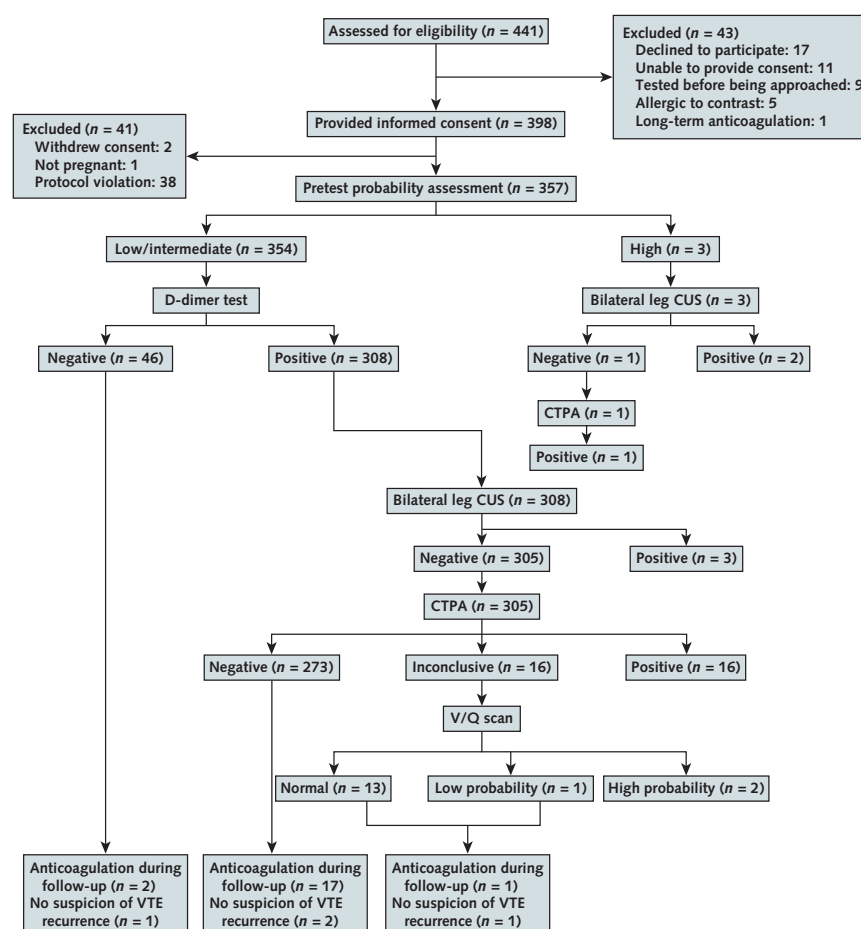 Assessed for eligibility (n = 441)
Excluded (n = 43)
Declined to participate: 17
Unable to provide consent: 11
Tested before being approached: 9
Allergic to contrast: 5
Long-term anticoagulation: 1
Provided informed consent (n = 398)
Excluded (n = 41)
Withdrew consent: 2
Not pregnant: 1
Protocol violation: 38
Pretest probability assessment (n = 357)
Low/intermediate (n = 354)
High (n = 3)
D-dimer test
Bilateral leg CUS (n = 3)
Negative (n = 46)
Positive (n = 308)
Negative (n = 1)
Positive (n = 2)
CTPA (n = 1)
Positive (n = 1)
Bilateral leg CUS (n = 308)
Negative (n = 305)
Positive (n = 3)
CTPA (n = 305)
Negative (n = 273)
Inconclusive (n = 16)
Positive (n = 16)
V/Q scan
Normal (n = 13)
Low probability (n = 1)
High probability (n = 2)
Anticoagulation during
follow-up (n = 2)
No suspicion of VTE
recurrence (n = 1)
Anticoagulation during
follow-up (n = 17)
No suspicion of VTE
recurrence (n = 2)
Anticoagulation during
follow-up (n = 1)
No suspicion of VTE
recurrence (n = 1)